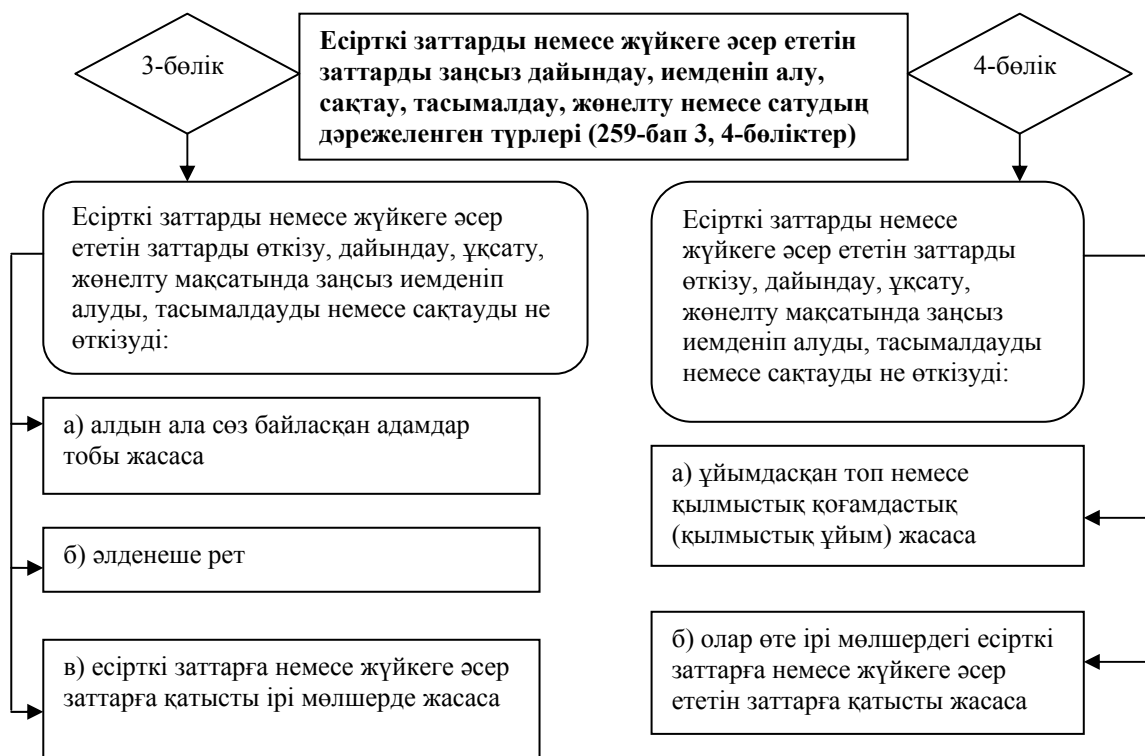 3-бөлік
Есірткі заттарды немесе жүйкеге әсер ететін
заттарды заңсыз дайындау, иемденіп алу,
сақтау, тасымалдау, жөнелту немесе сатудың
дәрежеленген түрлері (259-бап 3, 4-бөліктер)
4-бөлік
Есірткі заттарды немесе жүйкеге әсер
ететін заттарды өткізу, дайындау, ұқсату,
жөнелту мақсатында заңсыз иемденіп
алуды, тасымалдауды немесе сақтауды не
өткізуді:
а) алдын ала сөз байласқан адамдар
тобы жасаса
б) әлденеше рет
в) есірткі заттарға немесе жүйкеге әсер
заттарға қатысты ірі мөлшерде жасаса
Есірткі заттарды немесе
жүйкеге әсер ететін заттарды
өткізу, дайындау, ұқсату,
жөнелту мақсатында заңсыз
иемденіп алуды, тасымалдауды
немесе сақтауды не өткізуді:
а) ұйымдасқан топ немесе
қылмыстық қоғамдастық
(қылмыстық ұйым) жасаса
б) олар өте ірі мөлшердегі есірткі
заттарға немесе жүйкеге әсер
ететін заттарға қатысты жасаса